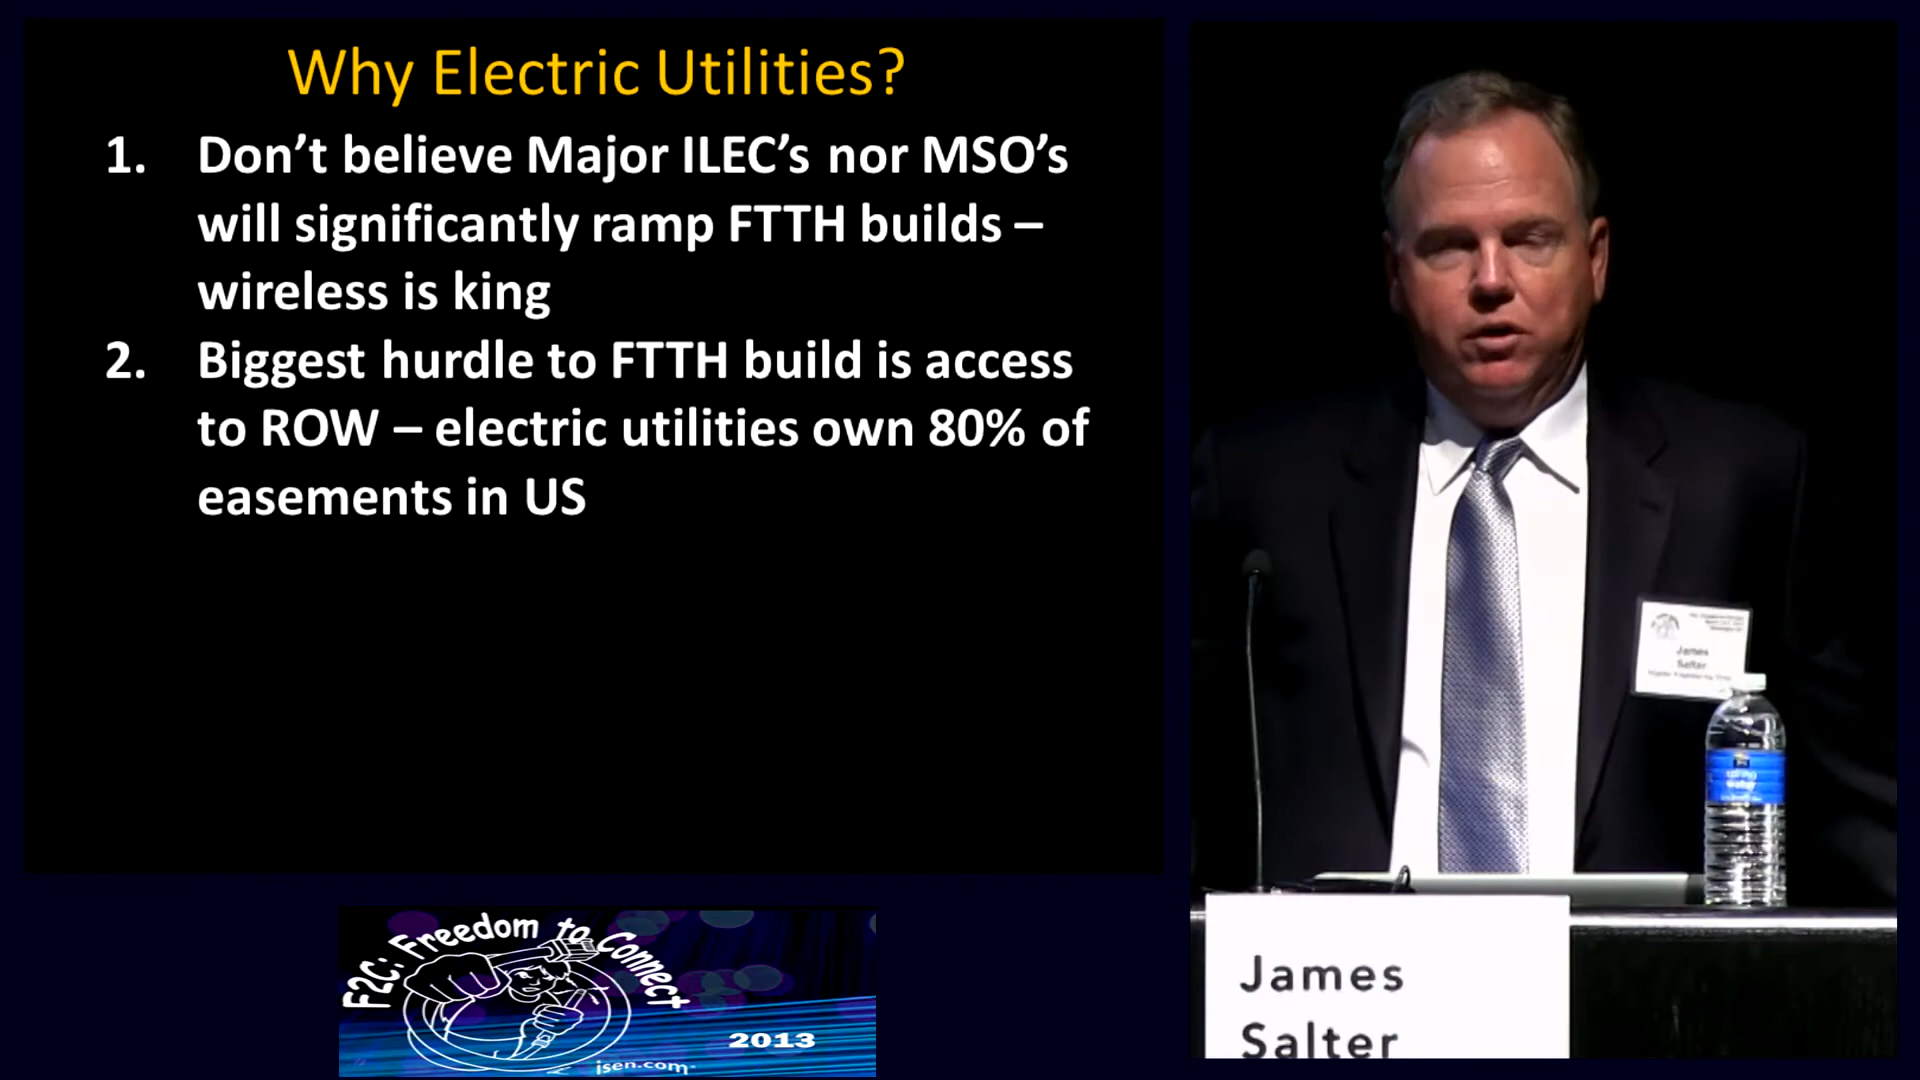 Why Electric Utilities?
1. Don’t believe Major ILEC’s nor MSO’s
will significantly ramp FTTH builds –
wireless is king
2. Biggest hurdle to FTTH build is access
to ROW – electric utilities own 80% of
easements in US
F2C: Freedom to Connect
2013
isen.com
James
Salter
James
Salter